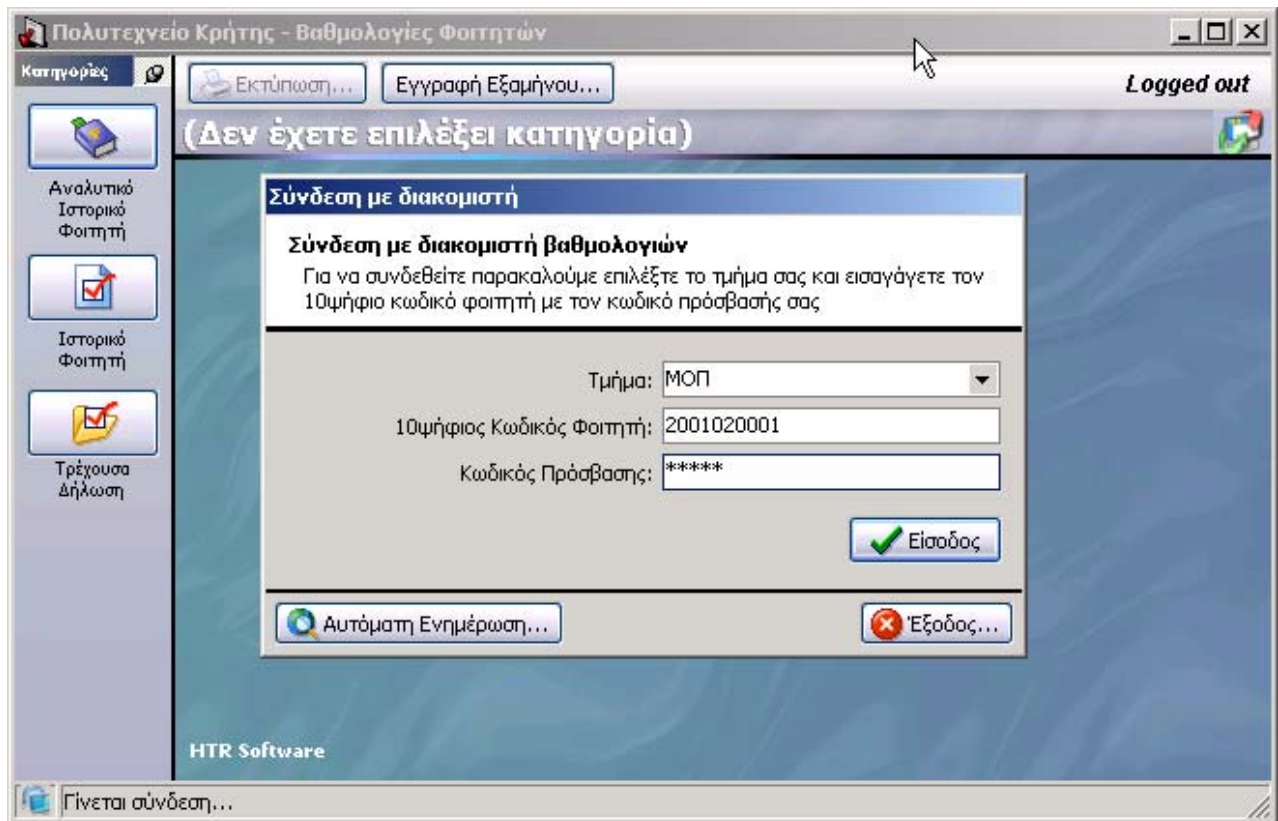 Πολυτεχνείο Κρήτης - Βαθμολογίες Φοιτητών
Κατηγορίες
Εκτύπωση...
Εγγραφή Εξαμήνου...
Logged out
(Δεν έχετε επιλέξει κατηγορία)
Αναλυτικό
Ιστορικό
Φοιτητή
Ιστορικό
Φοιτητή
Τρέχουσα
Δήλωση
Σύνδεση με διακομιστή
Σύνδεση με διακομιστή βαθμολογιών
Για να συνδεθείτε παρακαλούμε επιλέξτε το τμήμα σας και εισαγάγετε τον
10ψήφιο κωδικό φοιτητή με τον κωδικό πρόσβασής σας
Τμήμα: ΜΟΠ
10ψήφιος Κωδικός Φοιτητή: 2001020001
Κωδικός Πρόσβασης: *****
Είσοδος
Αυτόματη Ενημέρωση...
Έξοδος...
HTR Software
Γίνεται σύνδεση...